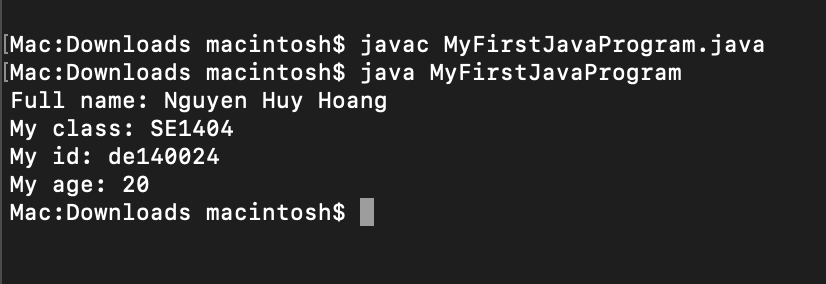 [Mac:Downloads macintosh$ javac MyFirstJavaProgram.java
[Mac:Downloads macintosh$ java MyFirstJavaProgram
Full name: Nguyen Huy Hoang
My class: SE1404
My id: de140024
My age: 20
Mac:Downloads macintosh$